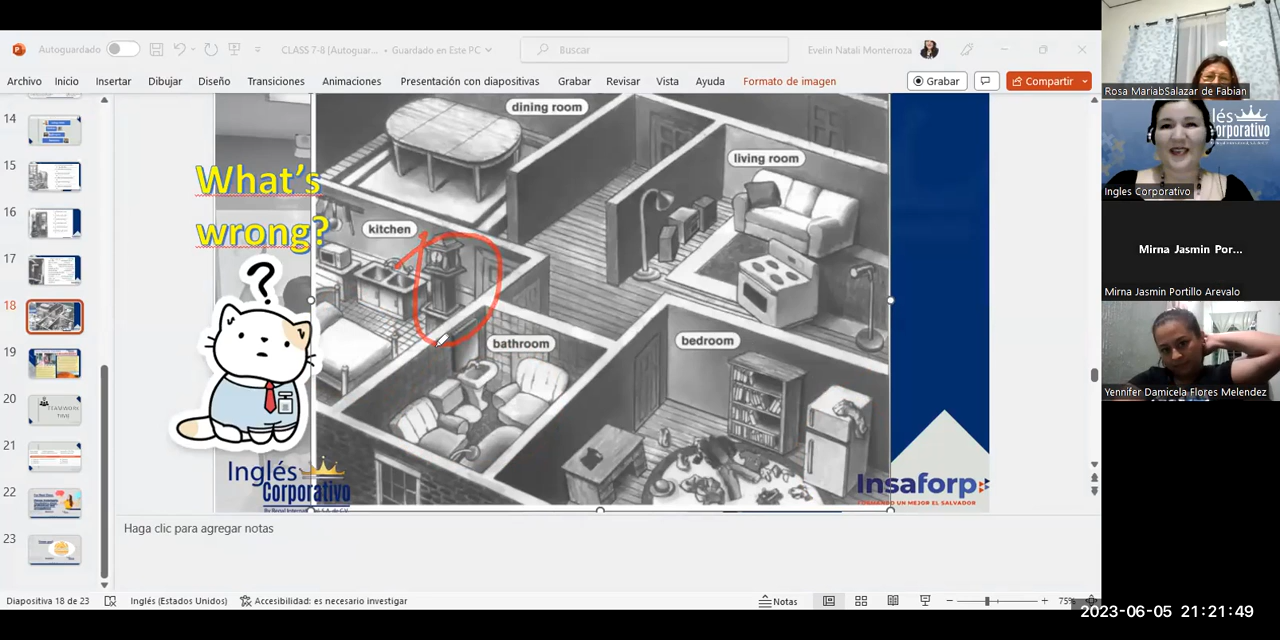 Autoguardado
CLASS 7-8 [Autoguar... • Guardado en Este PC
Buscar
Evelin Natali Monterroza
Archivo Inicio Insertar Dibujar Diseño Transiciones Animaciones Presentación con diapositivas Grabar Revisar Vista Ayuda Formato de imagen
Grabar
Compartir
14
15
16
17
18
19
20
21
22
23
What's
wrong?
dining room
living room
kitchen
bathroom
bedroom
Inglés
Corporativo
Insaforp
Haga clic para agregar notas
Diapositiva 18 de 23
Inglés (Estados Unidos)
Accesibilidad: es necesario investigar
Notas
75%
Rosa MariabSalazar de Fabian
lés
orporativo
Ingles Corporativo
Mirna Jasmin Por...
Mirna Jasmin Portillo Arevalo
Yennifer Damicela Flores Melendez
2023-06-05 21:21:49